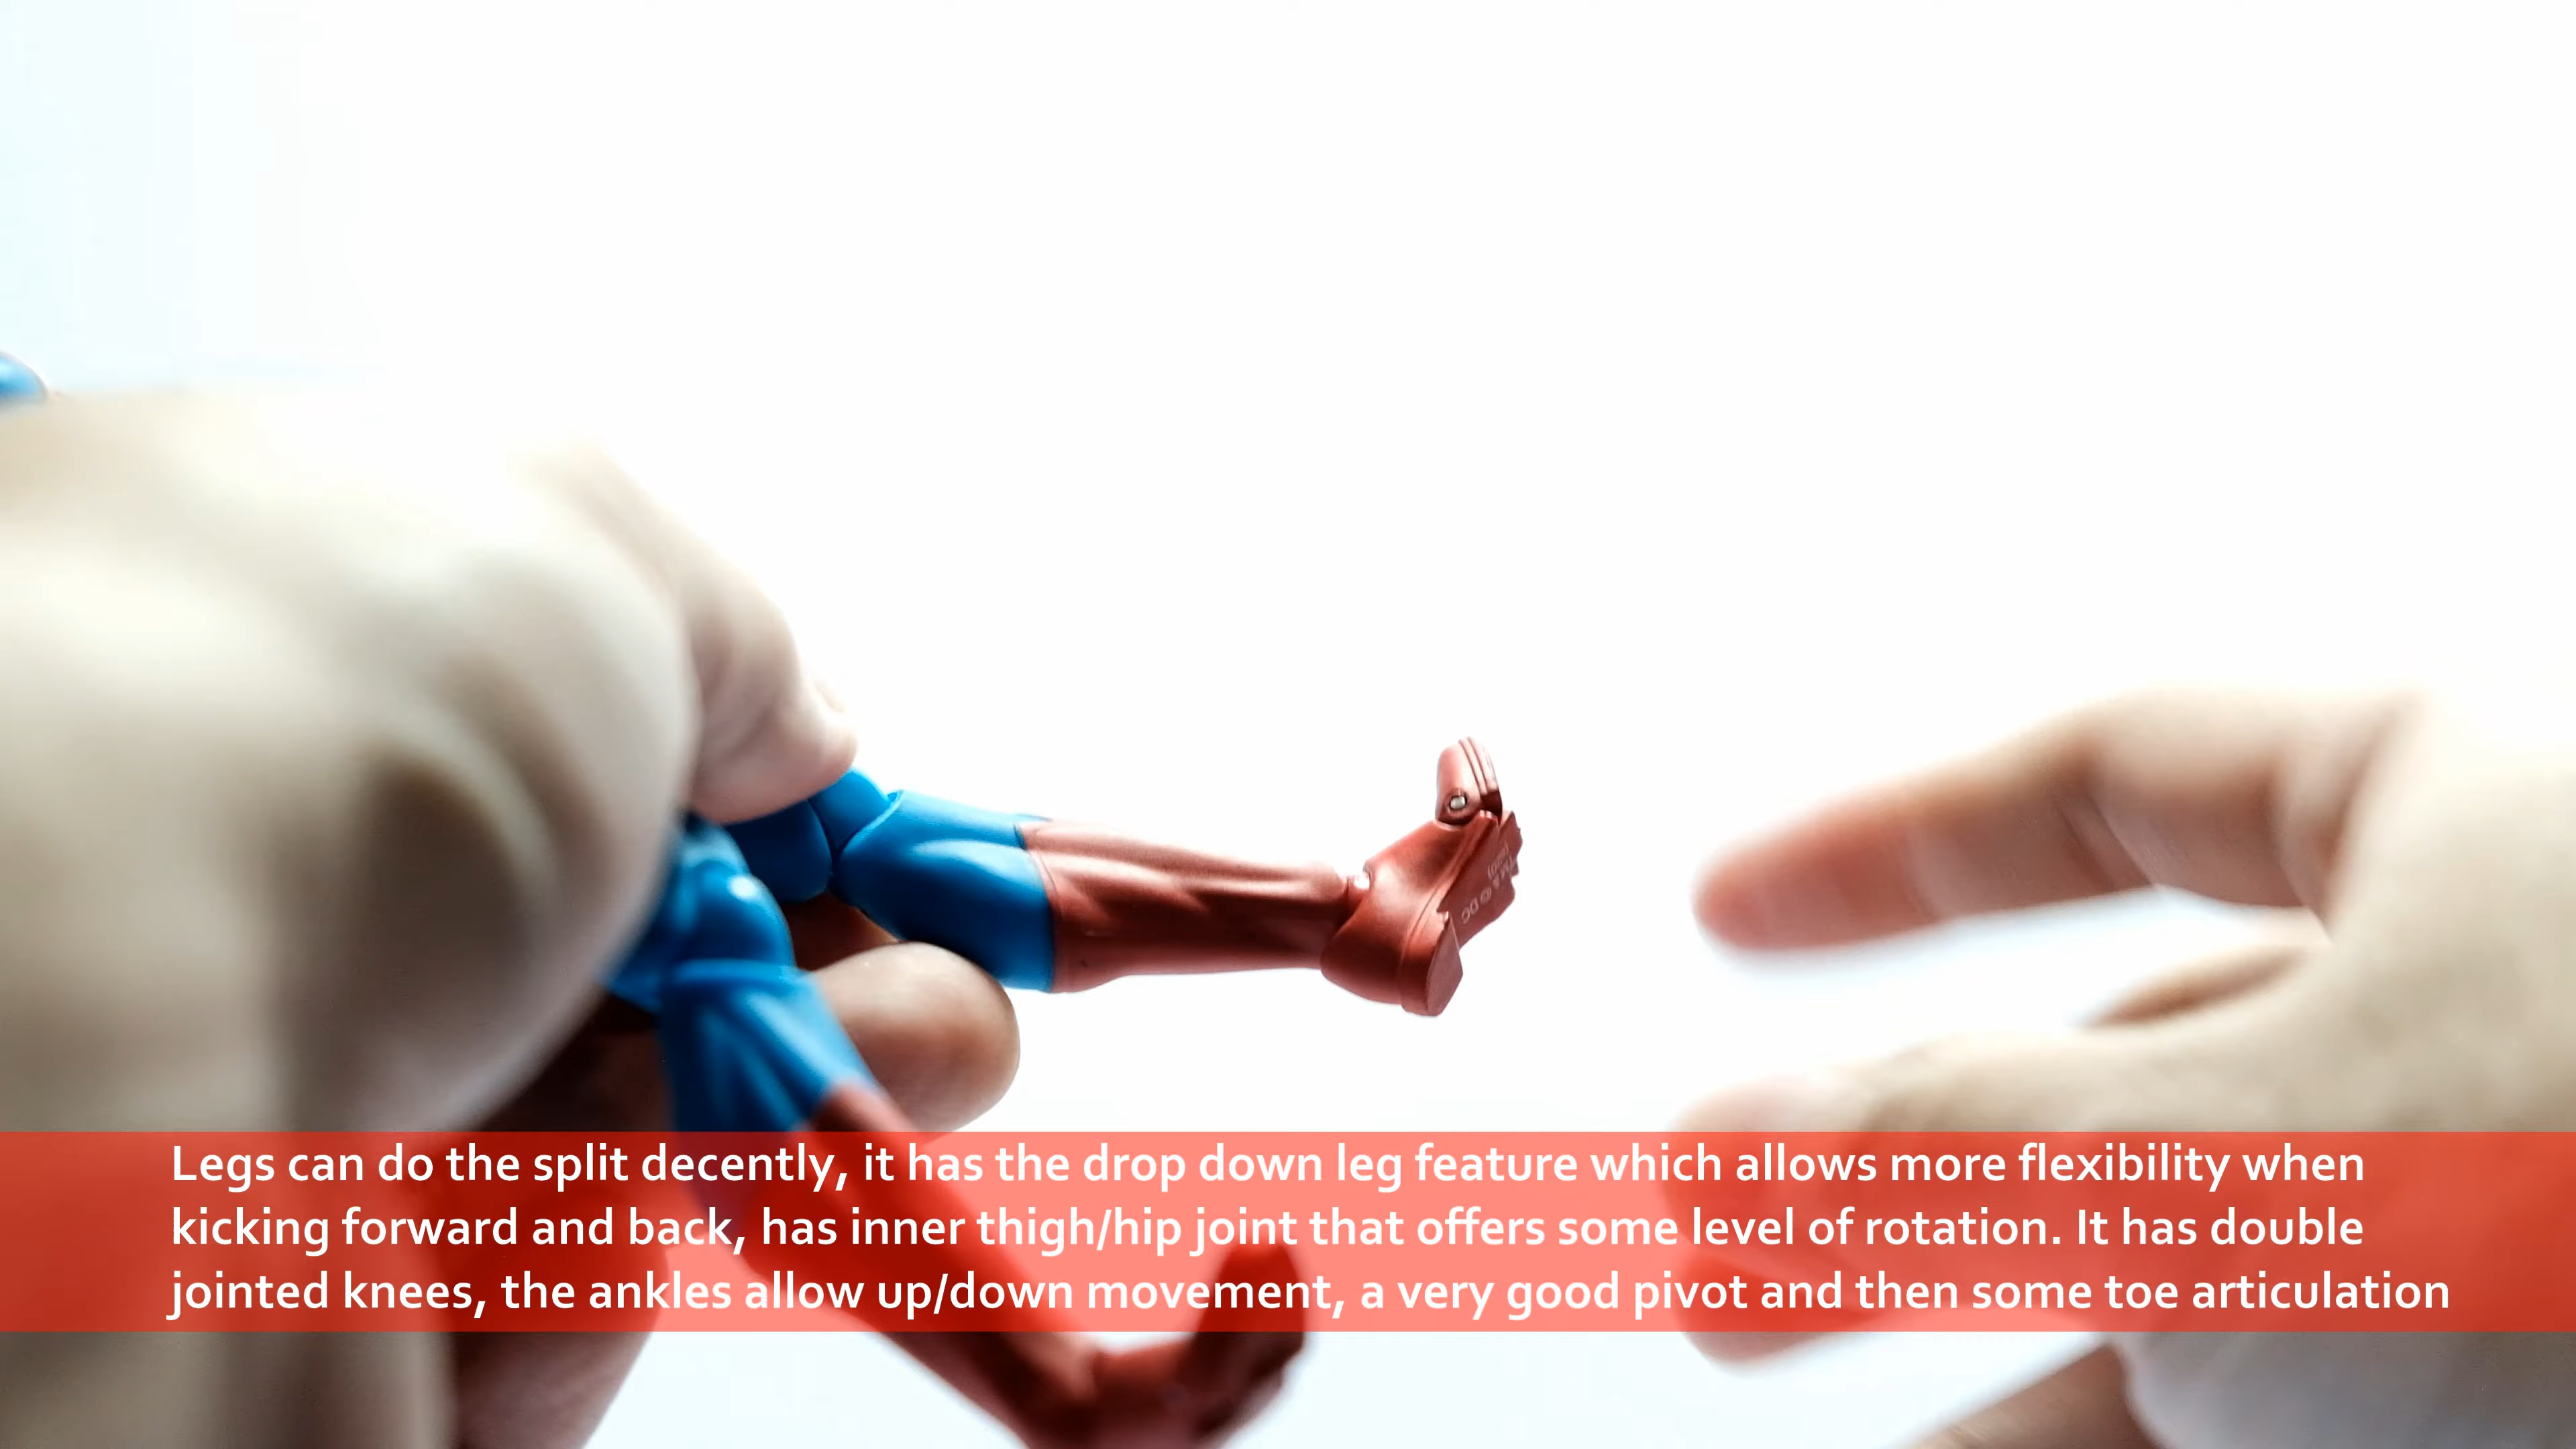 Legs can do the split decently, it has the drop down leg feature which allows more flexibility when
kicking forward and back, has inner thigh/hip joint that offers some level of rotation. It has double
jointed knees, the ankles allow up/down movement, a very good pivot and then some toe articulation